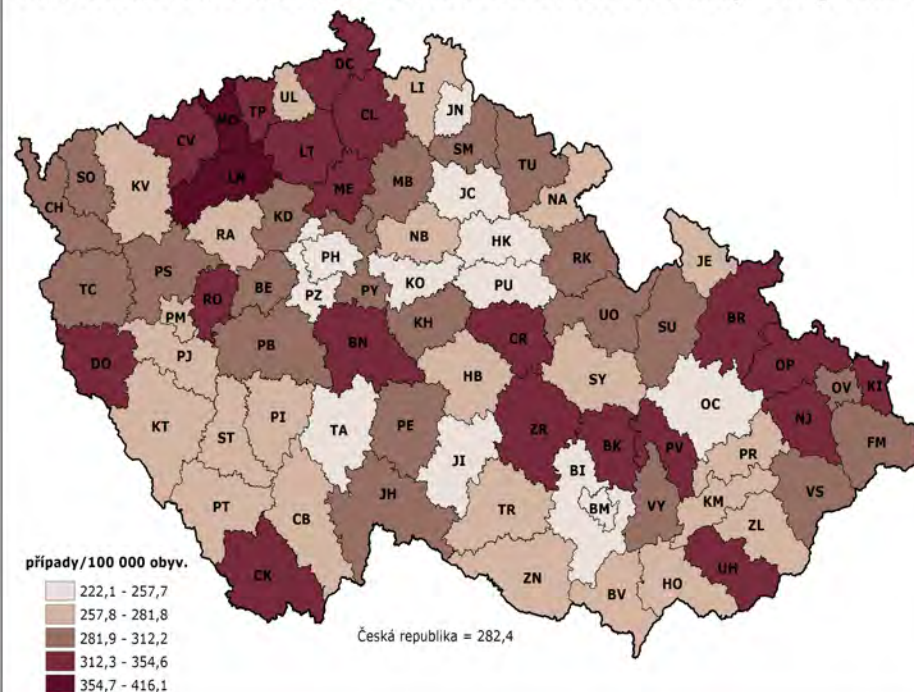 DC
LI
UL
TP
MO
JN
CL
CV
LT
SM
TU
SO
KV
LN
ME
MB
JC
NA
CH
KD
RA
NB
HK
PH
JE
RK
TC
PS
RO
BE
PZ
PY
KO
PU
PM
UO
SU
BR
KH
CR
DO
PJ
PB
BN
OP
OV
KI
HB
SY
OC
NJ
KT
PI
ST
TA
PE
ZR
BK
PV
FM
JI
BI
PR
JH
BM
VY
KM
VS
PT
CB
TR
ZL
CK
ZN
BV
HO
UH
případy/100 000 obyv.
222,1 - 257,7
257,8 - 281,8
281,9 - 312,2
312,3 - 354,6
354,7 - 416,1
Česká republika = 282,4